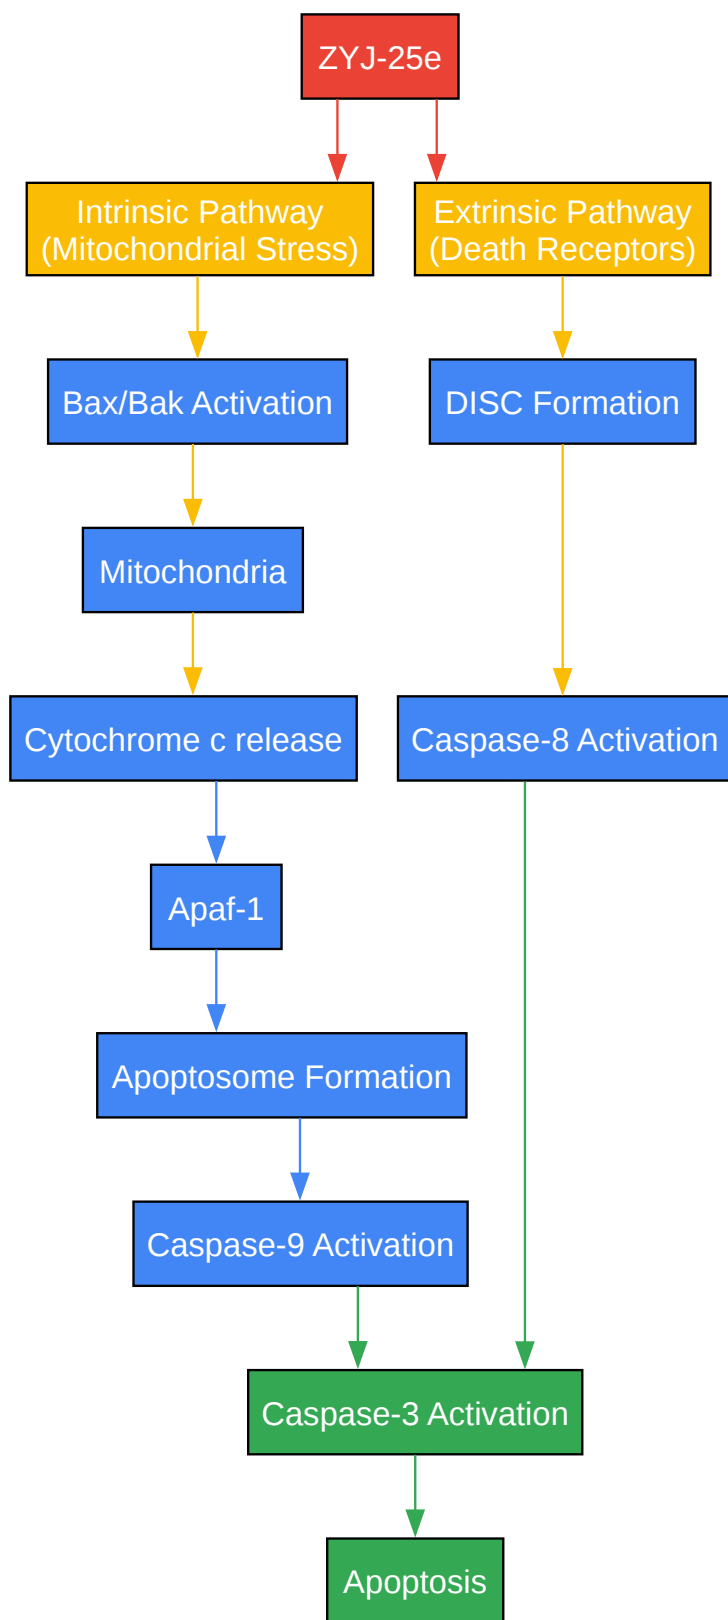 ZYJ-25e
Intrinsic Pathway
(Mitochondrial Stress)
Extrinsic Pathway
(Death Receptors)
Bax/Bak Activation
DISC Formation
Mitochondria
Cytochrome c release
Caspase-8 Activation
Apaf-1
Apoptosome Formation
Caspase-9 Activation
Caspase-3 Activation
Apoptosis